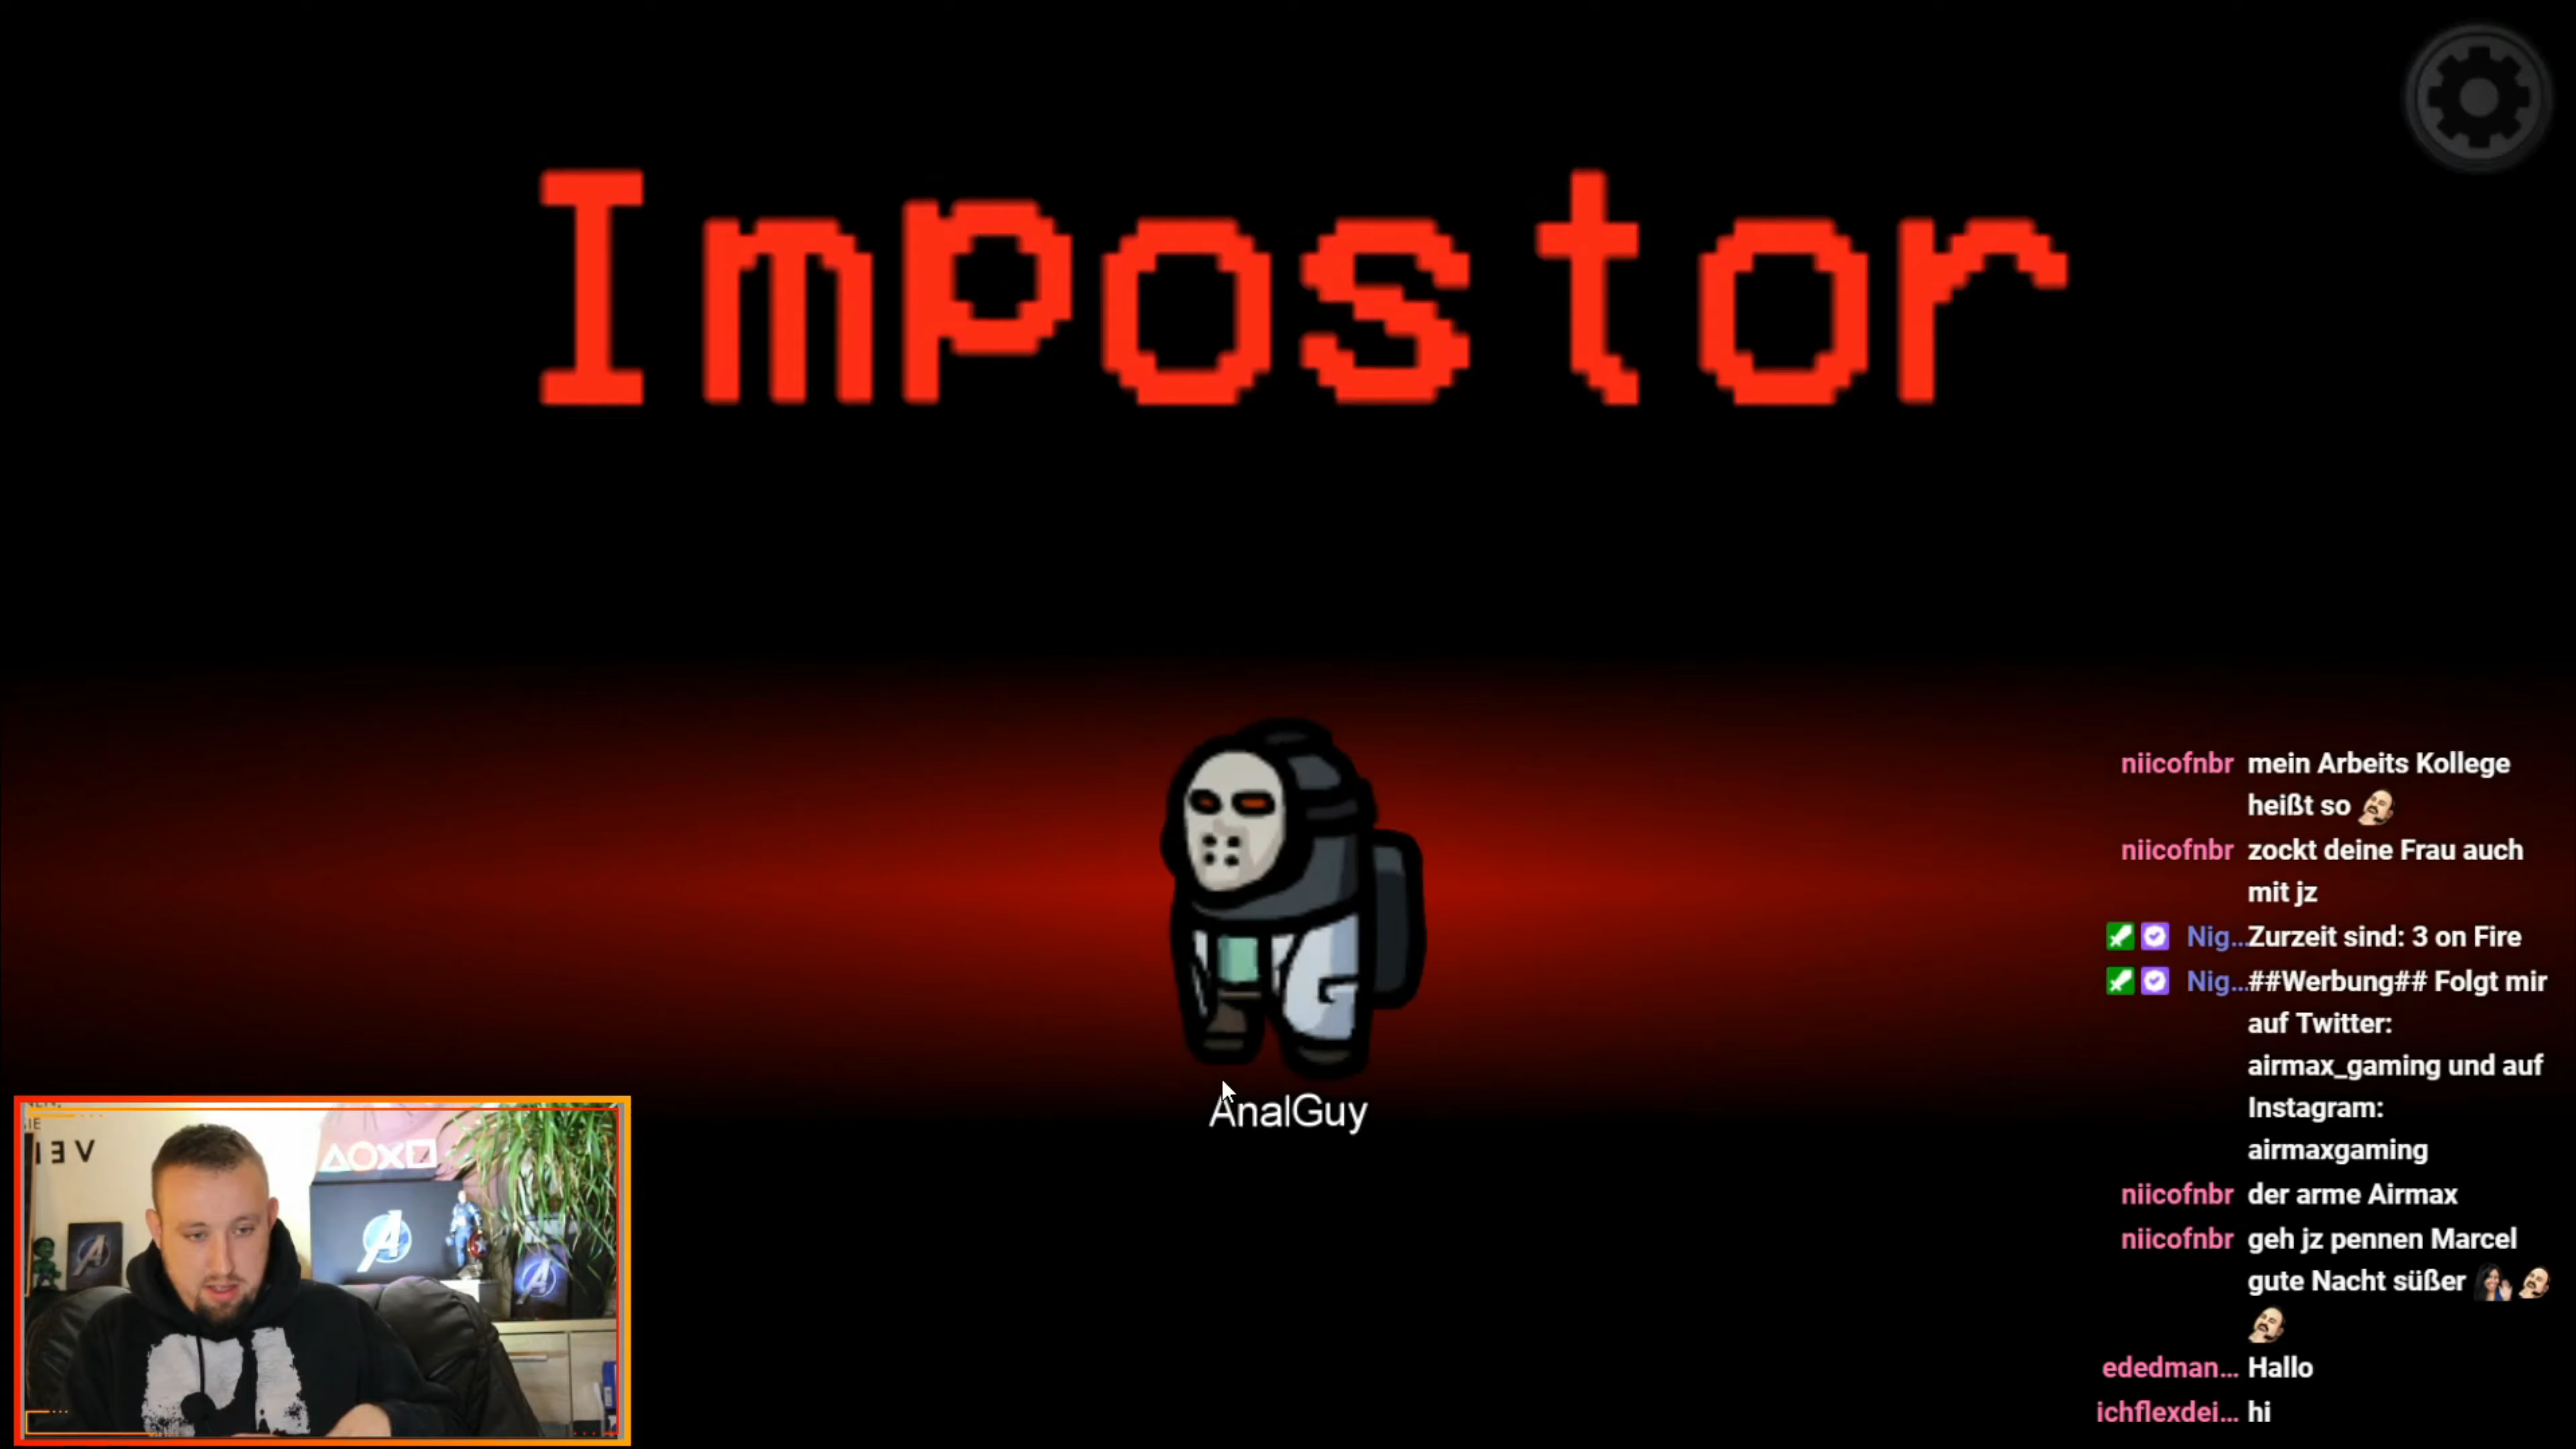 Impostor
niicofnbr mein Arbeits Kollege
heißt so
niicofnbr zockt deine Frau auch
mit jz
Nig... Zurzeit sind: 3 on Fire
Nig... ##Werbung## Folgt mir
auf Twitter:
airmax_gaming und auf
Instagram:
airmaxgaming
niicofnbr der arme Airmax
niicofnbr geh jz pennen Marcel
gute Nacht süßer
ededman... Hallo
ichflexdei... hi
AnalGuy